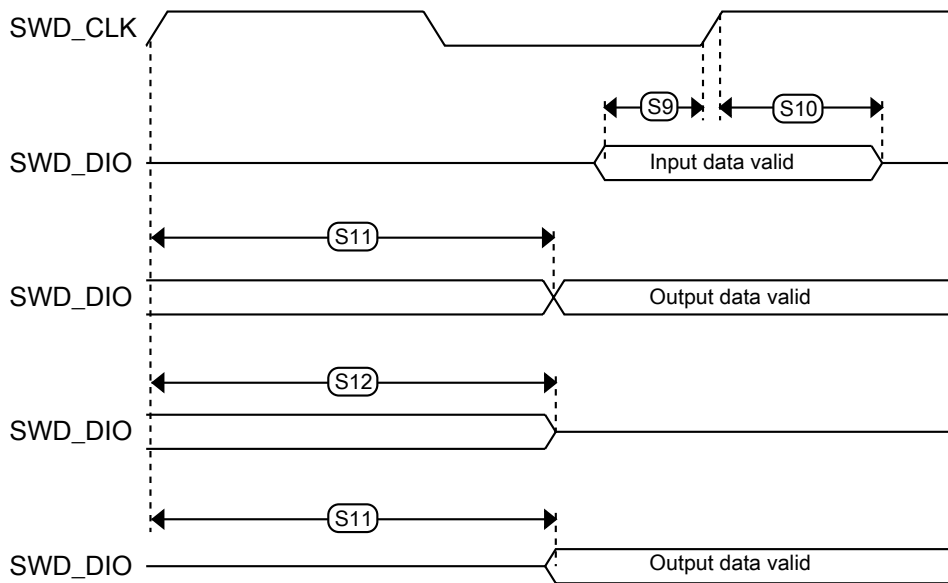 SWD_CLK
S9
S10
SWD_DIO
Input data valid
S11
SWD_DIO
Output data valid
S12
SWD_DIO
S11
SWD_DIO
Output data valid